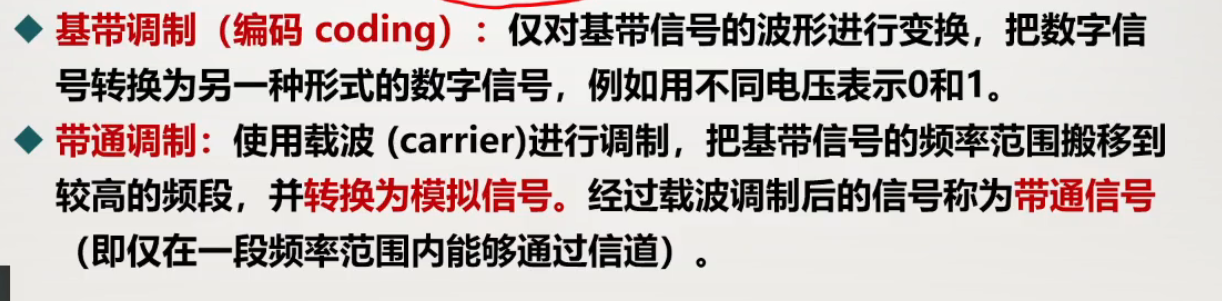 ◆ 基带调制（编码 coding）：仅对基带信号的波形进行变换，把数字信
号转换为另一种形式的数字信号，例如用不同电压表示0和1。
◆ 带通调制：使用载波 (carrier)进行调制，把基带信号的频率范围搬移到
较高的频段，并转换为模拟信号。经过载波调制后的信号称为带通信号
（即仅在一段频率范围内能够通过信道）。